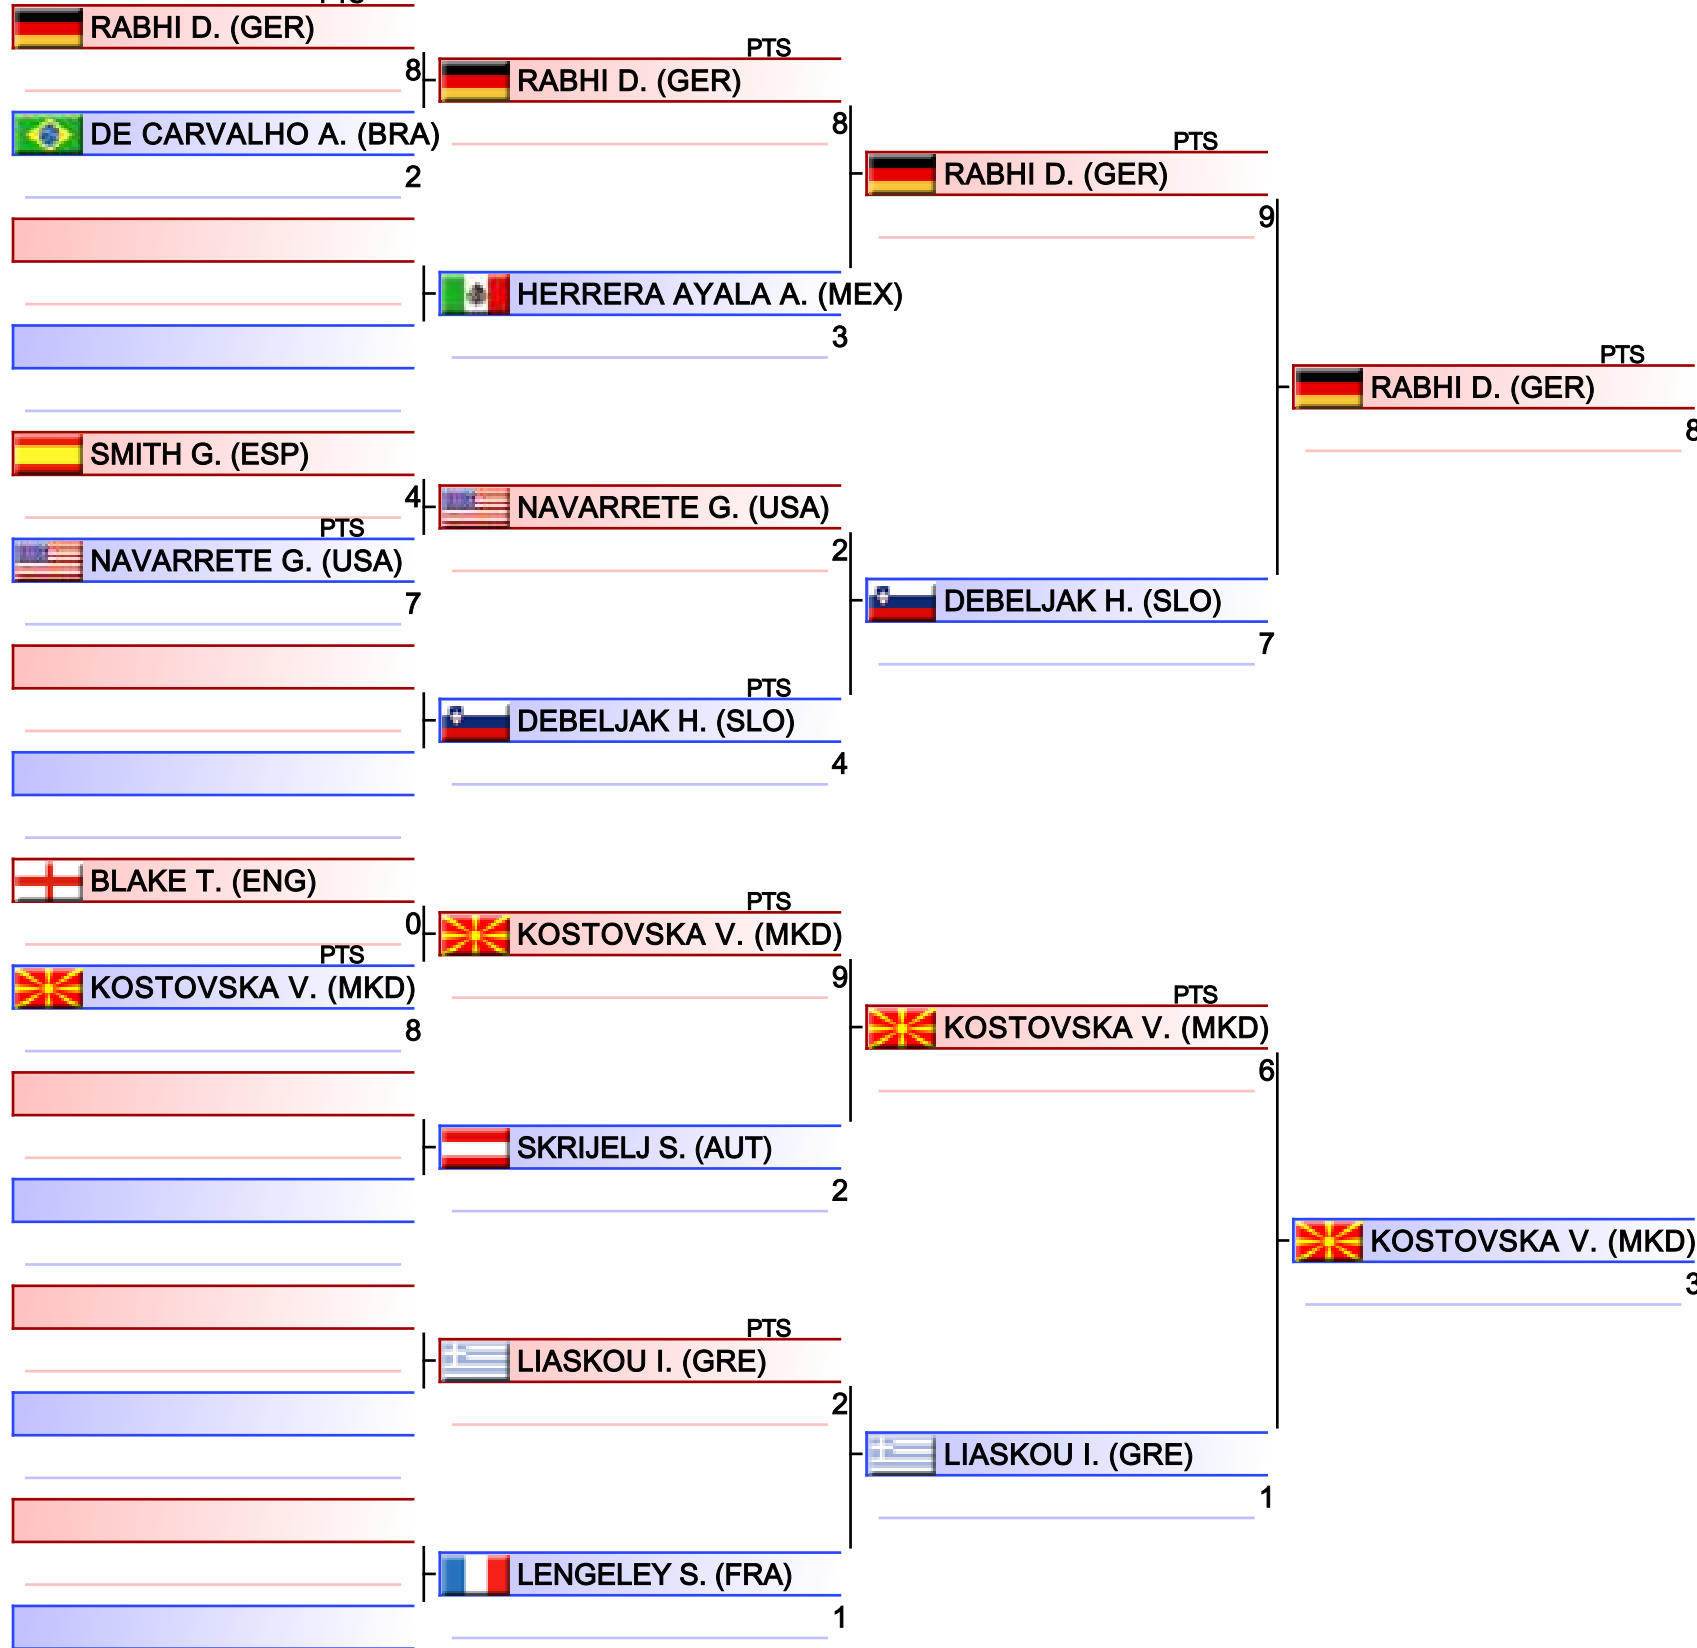 PTS
RABHI D. (GER)
8
DE CARVALHO A. (BRA)
2
SMITH G. (ESP)
4
PTS
NAVARRETE G. (USA)
7
BLAKE T. (ENG)
0
PTS
KOSTOVSKA V. (MKD)
8
PTS
RABHI D. (GER)
8
HERRERA AYALA A. (MEX)
3
NAVARRETE G. (USA)
2
PTS
DEBELJAK H. (SLO)
4
PTS
KOSTOVSKA V. (MKD)
9
SKRIJELJ S. (AUT)
2
PTS
LIASKOU I. (GRE)
2
LENGELEY S. (FRA)
1
PTS
RABHI D. (GER)
9
DEBELJAK H. (SLO)
7
PTS
KOSTOVSKA V. (MKD)
6
LIASKOU I. (GRE)
1
PTS
RABHI D. (GER)
8
KOSTOVSKA V. (MKD)
3